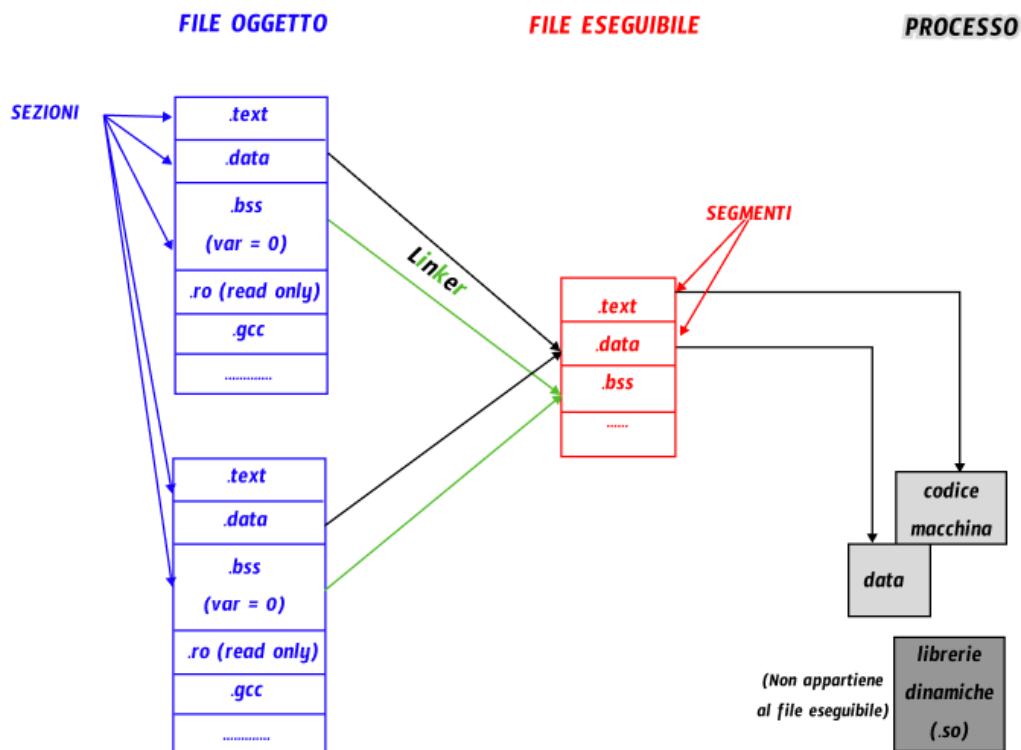 FILE OGGETTO
FILE ESEGUIBILE
PROCESSO
SEZIONI
.text
.data
.bss
(var = 0)
.ro (read only)
.gcc
..............
Linker
SEGMENTI
.text
.data
.bss
......
.text
.data
.bss
(var = 0)
.ro (read only)
.gcc
..............
codice
macchina
data
(Non appartiene
al file eseguibile)
librerie
dinamiche
(.so)